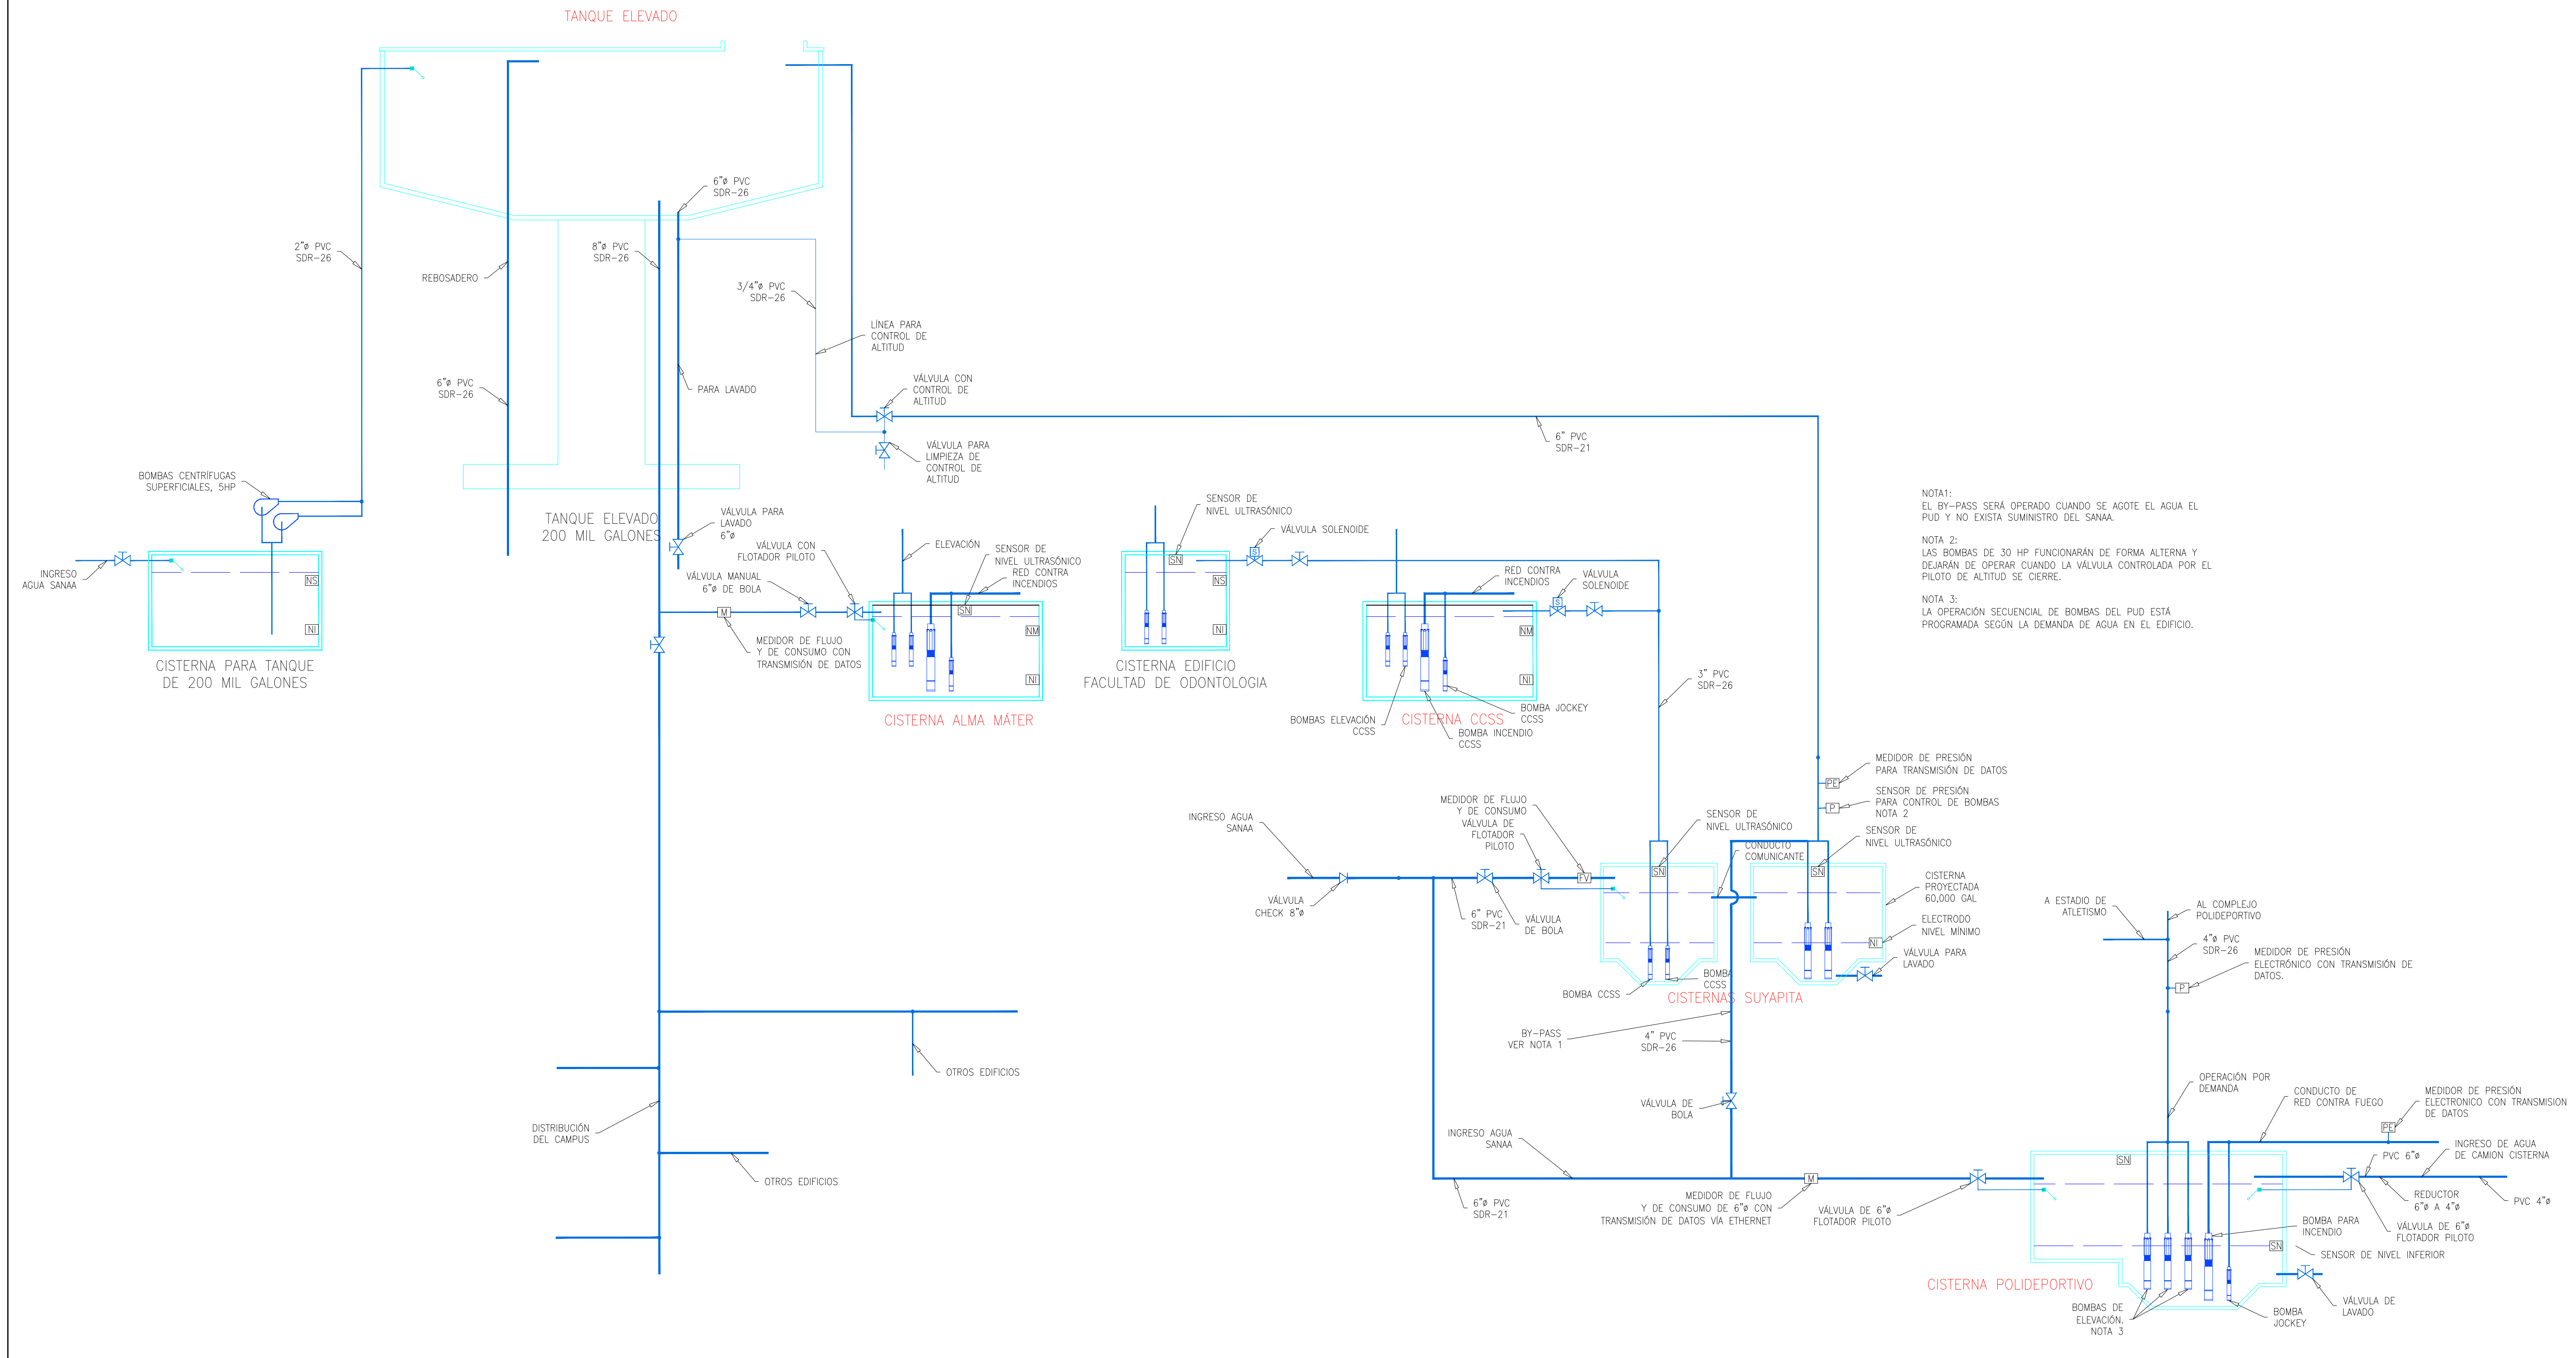 TANQUE ELEVADO
6"ø PVC
SDR-26
2"ø PVC
SDR-26
8"ø PVC
SDR-26
REBOSADERO
3/4"ø PVC
SDR-26
LÍNEA PARA
CONTROL DE
ALTITUD
6"ø PVC
SDR-26
PARA LAVADO
VÁLVULA CON
CONTROL DE
ALTITUD
VÁLVULA PARA
LIMPIEZA DE
CONTROL DE
ALTITUD
6" PVC
SDR-21
BOMBAS CENTRÍFUGAS
SUPERFICIALES, 5HP
TANQUE ELEVADO
200 MIL GALONES
VÁLVULA PARA
LAVADO
6"ø
INGRESO
AGUA SANAA
NS
NI
CISTERNA PARA TANQUE
DE 200 MIL GALONES
VÁLVULA CON
FLOTADOR PILOTO
VÁLVULA MANUAL
6"ø DE BOLA
M
MEDIDOR DE FLUJO
Y DE CONSUMO CON
TRANSMISIÓN DE DATOS
ELEVACIÓN
SENSOR DE
NIVEL ULTRASÓNICO
RED CONTRA
INCENDIOS
SN
NM
NI
CISTERNA ALMA MÁTER
SENSOR DE
NIVEL ULTRASÓNICO
VÁLVULA SOLENOIDE
S
SN
NS
NI
CISTERNA EDIFICIO
FACULTAD DE ODONTOLOGIA
RED CONTRA
INCENDIOS
VÁLVULA
SOLENOIDE
S
NM
NI
BOMBAS ELEVACIÓN
CCSS
CISTERNA CCSS
BOMBA JOCKEY
CCSS
BOMBA INCENDIO
CCSS
3" PVC
SDR-26
NOTA1:
EL BY-PASS SERÁ OPERADO CUANDO SE AGOTE EL AGUA EL
PUD Y NO EXISTA SUMINISTRO DEL SANAA.
NOTA 2:
LAS BOMBAS DE 30 HP FUNCIONARÁN DE FORMA ALTERNA Y
DEJARÁN DE OPERAR CUANDO LA VÁLVULA CONTROLADA POR EL
PILOTO DE ALTITUD SE CIERRE.
NOTA 3:
LA OPERACIÓN SECUENCIAL DE BOMBAS DEL PUD ESTÁ
PROGRAMADA SEGÚN LA DEMANDA DE AGUA EN EL EDIFICIO.
MEDIDOR DE PRESIÓN
PARA TRANSMISIÓN DE DATOS
PE
SENSOR DE PRESIÓN
PARA CONTROL DE BOMBAS
NOTA 2
P
SENSOR DE
NIVEL ULTRASÓNICO
INGRESO AGUA
SANAA
MEDIDOR DE FLUJO
Y DE CONSUMO
VÁLVULA DE
FLOTADOR
PILOTO
SENSOR DE
NIVEL ULTRASÓNICO
CONDUCTO
COMUNICANTE
FV
SN
SN
VÁLVULA
CHECK 8"ø
6" PVC
SDR-21
VÁLVULA
DE BOLA
CISTERNA
PROYECTADA
60,000 GAL
ELECTRODO
NIVEL MÍNIMO
NI
VÁLVULA PARA
LAVADO
BOMBA
CCSS
BOMBA CCSS
CISTERNAS SUYAPITA
BY-PASS
VER NOTA 1
4" PVC
SDR-26
VÁLVULA DE
BOLA
OTROS EDIFICIOS
DISTRIBUCIÓN
DEL CAMPUS
OTROS EDIFICIOS
INGRESO AGUA
SANAA
6"ø PVC
SDR-21
M
MEDIDOR DE FLUJO
Y DE CONSUMO DE 6"ø CON
TRANSMISIÓN DE DATOS VÍA ETHERNET
VÁLVULA DE 6"ø
FLOTADOR PILOTO
A ESTADIO DE
ATLETISMO
AL COMPLEJO
POLIDEPORTIVO
4"ø PVC
SDR-26
MEDIDOR DE PRESIÓN
ELECTRÓNICO CON TRANSMISIÓN DE
DATOS.
P
OPERACIÓN POR
DEMANDA
CONDUCTO DE
RED CONTRA FUEGO
MEDIDOR DE PRESIÓN
ELECTRONICO CON TRANSMISION
DE DATOS
PE
INGRESO DE AGUA
DE CAMION CISTERNA
PVC 6"ø
SN
REDUCTOR
6"ø A 4"ø
PVC 4"ø
BOMBA PARA
INCENDIO
VÁLVULA DE 6"ø
FLOTADOR PILOTO
SN
SENSOR DE NIVEL INFERIOR
CISTERNA POLIDEPORTIVO
BOMBAS DE
ELEVACIÓN.
NOTA 3
BOMBA
JOCKEY
VÁLVULA DE
LAVADO